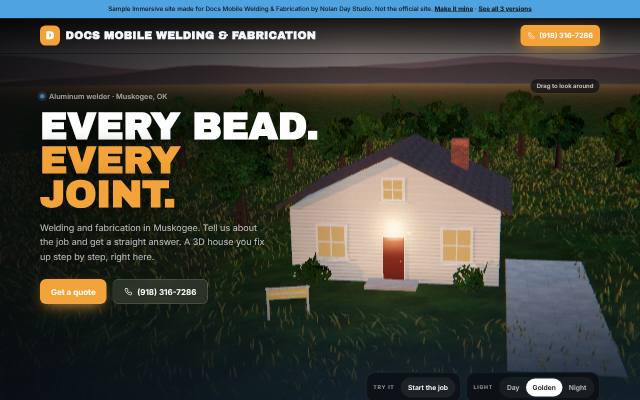 Sample Immersive site made for Docs Mobile Welding & Fabrication by Nolan Day Studio. Not the official site. Make it mine · See all 3 versions
D DOCS MOBILE WELDING & FABRICATION
(918) 316-7286
Drag to look around
Aluminum welder · Muskogee, OK
EVERY BEAD.
EVERY
JOINT.
Welding and fabrication in Muskogee. Tell us about
the job and get a straight answer. A 3D house you fix
up step by step, right here.
Get a quote
(918) 316-7286
TRY IT Start the job
LIGHT Day Golden Night